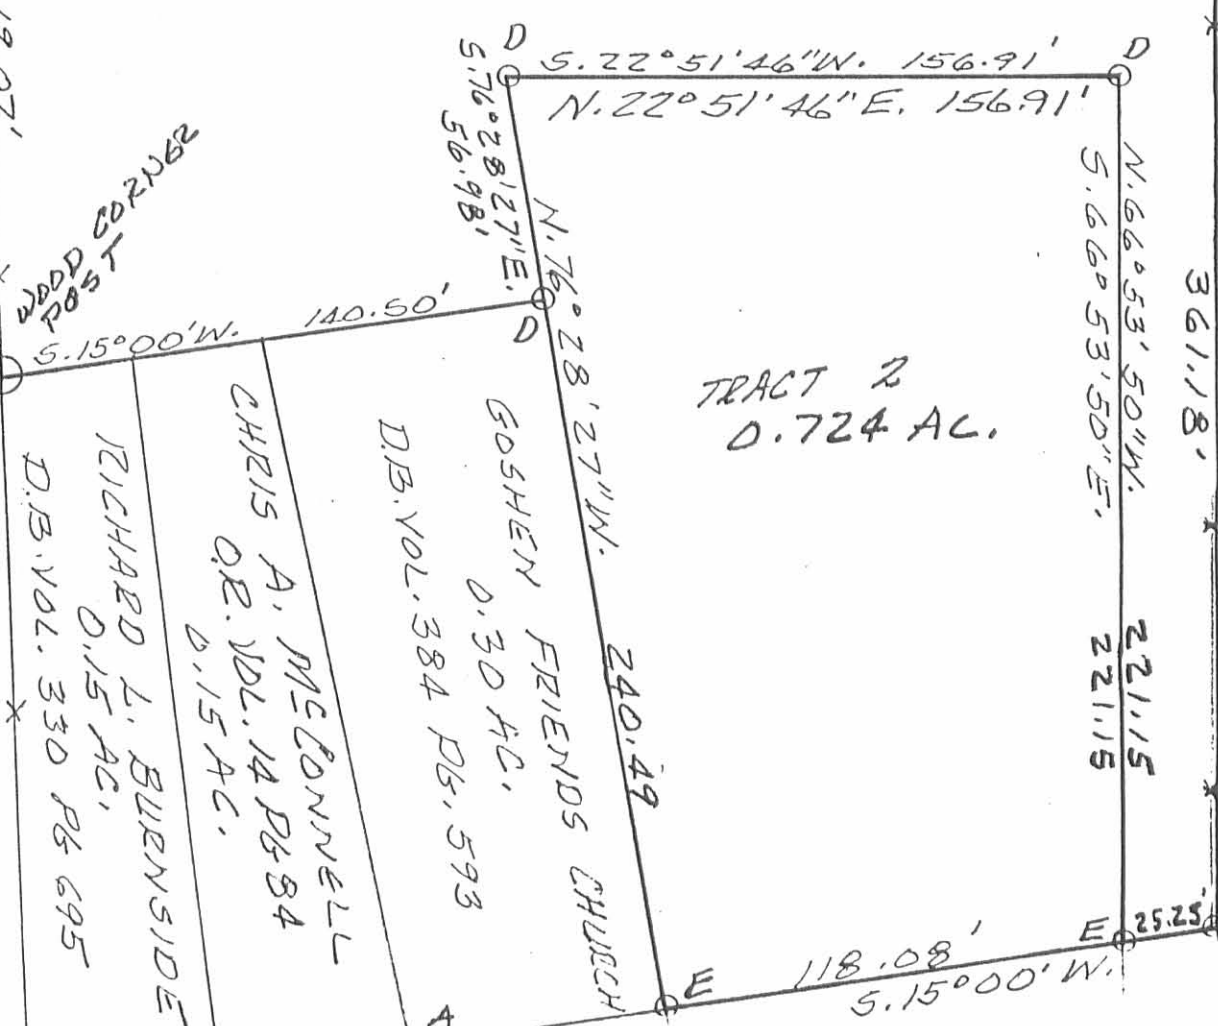 19.07'
D
S. 22° 51' 46" W. 156.91'
D
N. 22° 51' 46" E. 156.91'
S. 76° 28' 27" E.
56.98'
N. 76° 28' 27" W.
240.49
N. 66° 53' 50" W.
221.15
S. 66° 53' 50" E.
221.15
361.18'
WOOD CORNER
POST
S. 15° 00' W. 140.50'
D
TRACT 2
0.724 AC.
GOSHEN FRIENDS CHURCH
0.30 AC.
D.B. VOL. 384 PG. 593
CHRIS A. McCONNELL
O.R. VOL. 14 PG 84
0.15 AC.
RICHARD L. BURNSIDE
0.15 AC.
D.B. VOL. 330 PG 695
E
25.25'
E
118.08'
S. 15° 00' W.
A